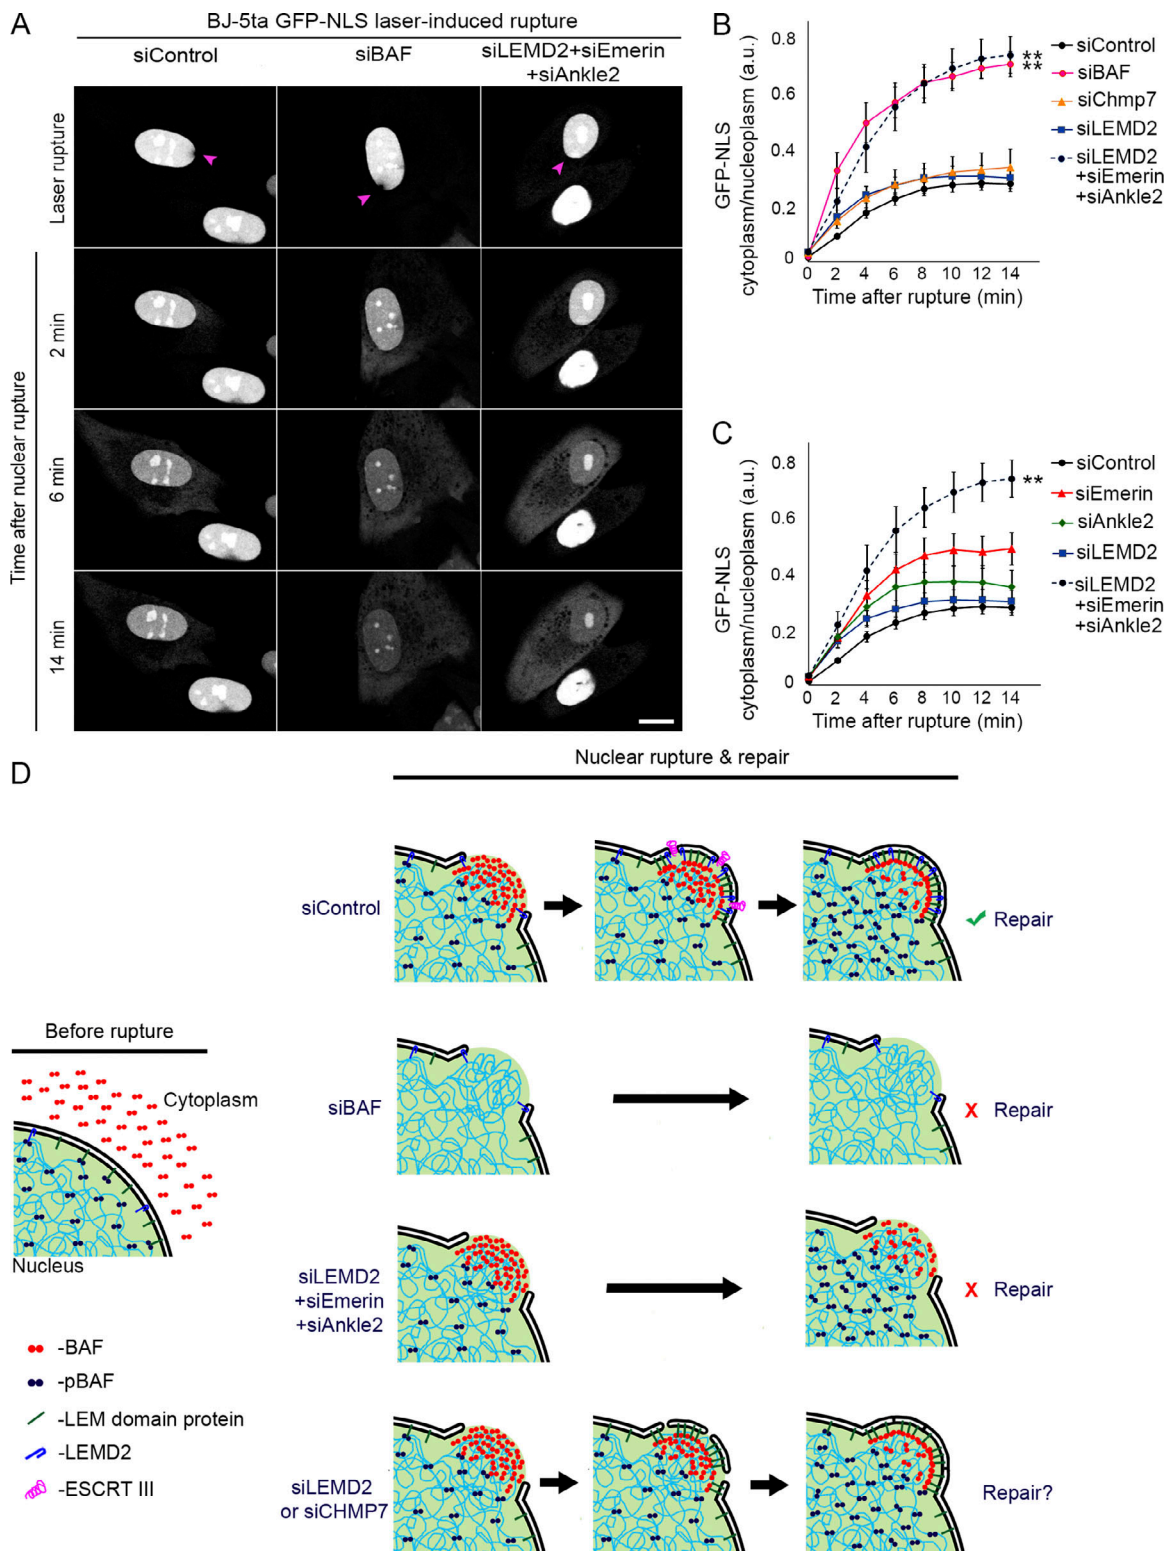 A
BJ-5ta GFP-NLS laser-induced rupture
siControl
siBAF
siLEMD2+siEmerin
+siAnkle2
Laser rupture
Time after nuclear rupture
2 min
6 min
14 min
B
GFP-NLS
cytoplasm/nucleoplasm (a.u.)
0.8
0.6
0.4
0.2
0
0 2 4 6 8 10 12 14
Time after rupture (min)
**
**
siControl
siBAF
siChmp7
siLEMD2
siLEMD2
+siEmerin
+siAnkle2
C
GFP-NLS
cytoplasm/nucleoplasm (a.u.)
0.8
0.6
0.4
0.2
0
0 2 4 6 8 10 12 14
Time after rupture (min)
**
siControl
siEmerin
siAnkle2
siLEMD2
siLEMD2
+siEmerin
+siAnkle2
D
Nuclear rupture & repair
Before rupture
Cytoplasm
Nucleus
siControl
Repair
siBAF
X Repair
siLEMD2
+siEmerin
+siAnkle2
X Repair
siLEMD2
or siCHMP7
Repair?
-BAF
-pBAF
-LEM domain protein
-LEMD2
-ESCRT III